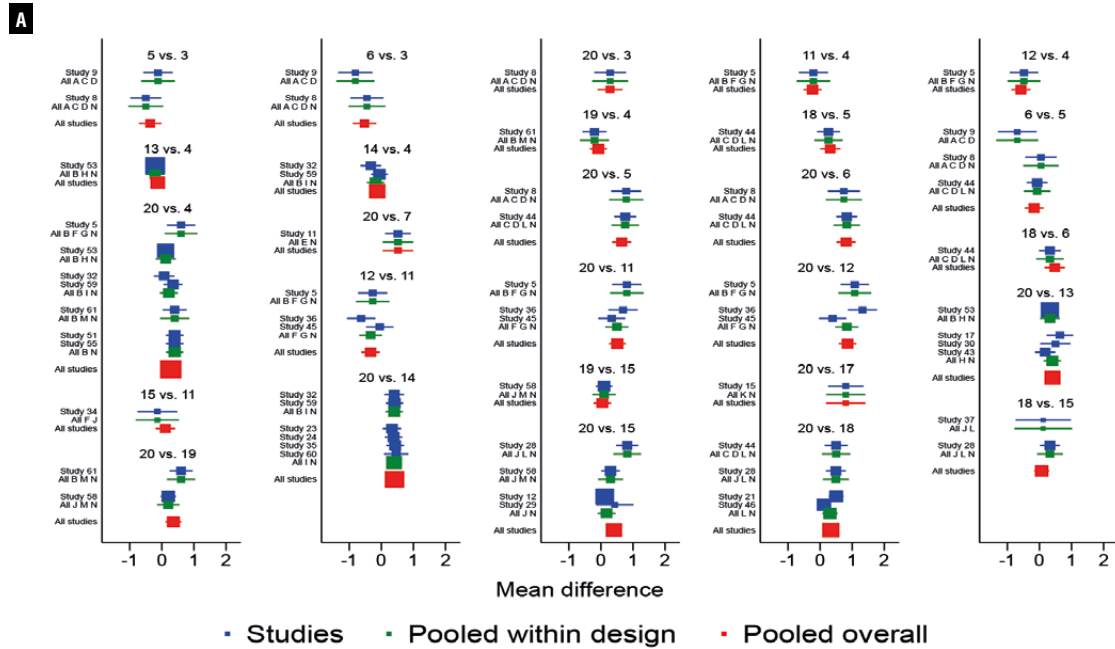 A
5 vs. 3
Study 9
All A C D
Study 8
All A C D N
All studies
13 vs. 4
Study 53
All B H N
All studies
20 vs. 4
Study 5
All B F G N
Study 53
All B H N
Study 32
Study 59
All B I N
Study 61
All B M N
Study 51
Study 55
All B N
All studies
15 vs. 11
Study 34
All F J
All studies
20 vs. 19
Study 61
All B M N
Study 58
All J M N
All studies
-1 0 1 2
6 vs. 3
Study 9
All A C D
Study 8
All A C D N
All studies
14 vs. 4
Study 32
Study 59
All B I N
All studies
20 vs. 7
Study 11
All E N
All studies
12 vs. 11
Study 5
All B F G N
Study 36
Study 45
All F G N
All studies
20 vs. 14
Study 32
Study 59
All B I N
Study 23
Study 24
Study 35
Study 60
All I N
All studies
-1 0 1 2
20 vs. 3
Study 8
All A C D N
All studies
19 vs. 4
Study 61
All B M N
All studies
20 vs. 5
Study 8
All A C D N
Study 44
All C D L N
All studies
20 vs. 11
Study 5
All B F G N
Study 36
Study 45
All F G N
All studies
19 vs. 15
Study 58
All J M N
All studies
20 vs. 15
Study 28
All J L N
Study 58
All J M N
Study 12
Study 29
All J N
All studies
-1 0 1 2
11 vs. 4
Study 5
All B F G N
All studies
18 vs. 5
Study 44
All C D L N
All studies
20 vs. 6
Study 8
All A C D N
Study 44
All C D L N
All studies
20 vs. 12
Study 5
All B F G N
Study 36
Study 45
All F G N
All studies
20 vs. 17
Study 15
All K N
All studies
20 vs. 18
Study 44
All C D L N
Study 28
All J L N
Study 21
Study 46
All L N
All studies
-1 0 1 2
12 vs. 4
Study 5
All B F G N
All studies
6 vs. 5
Study 9
All A C D
Study 8
All A C D N
Study 44
All C D L N
All studies
18 vs. 6
Study 44
All C D L N
All studies
20 vs. 13
Study 53
All B H N
Study 17
Study 30
Study 43
All H N
All studies
18 vs. 15
Study 37
All J L
Study 28
All J L N
All studies
-1 0 1 2
Mean difference
Studies Pooled within design Pooled overall